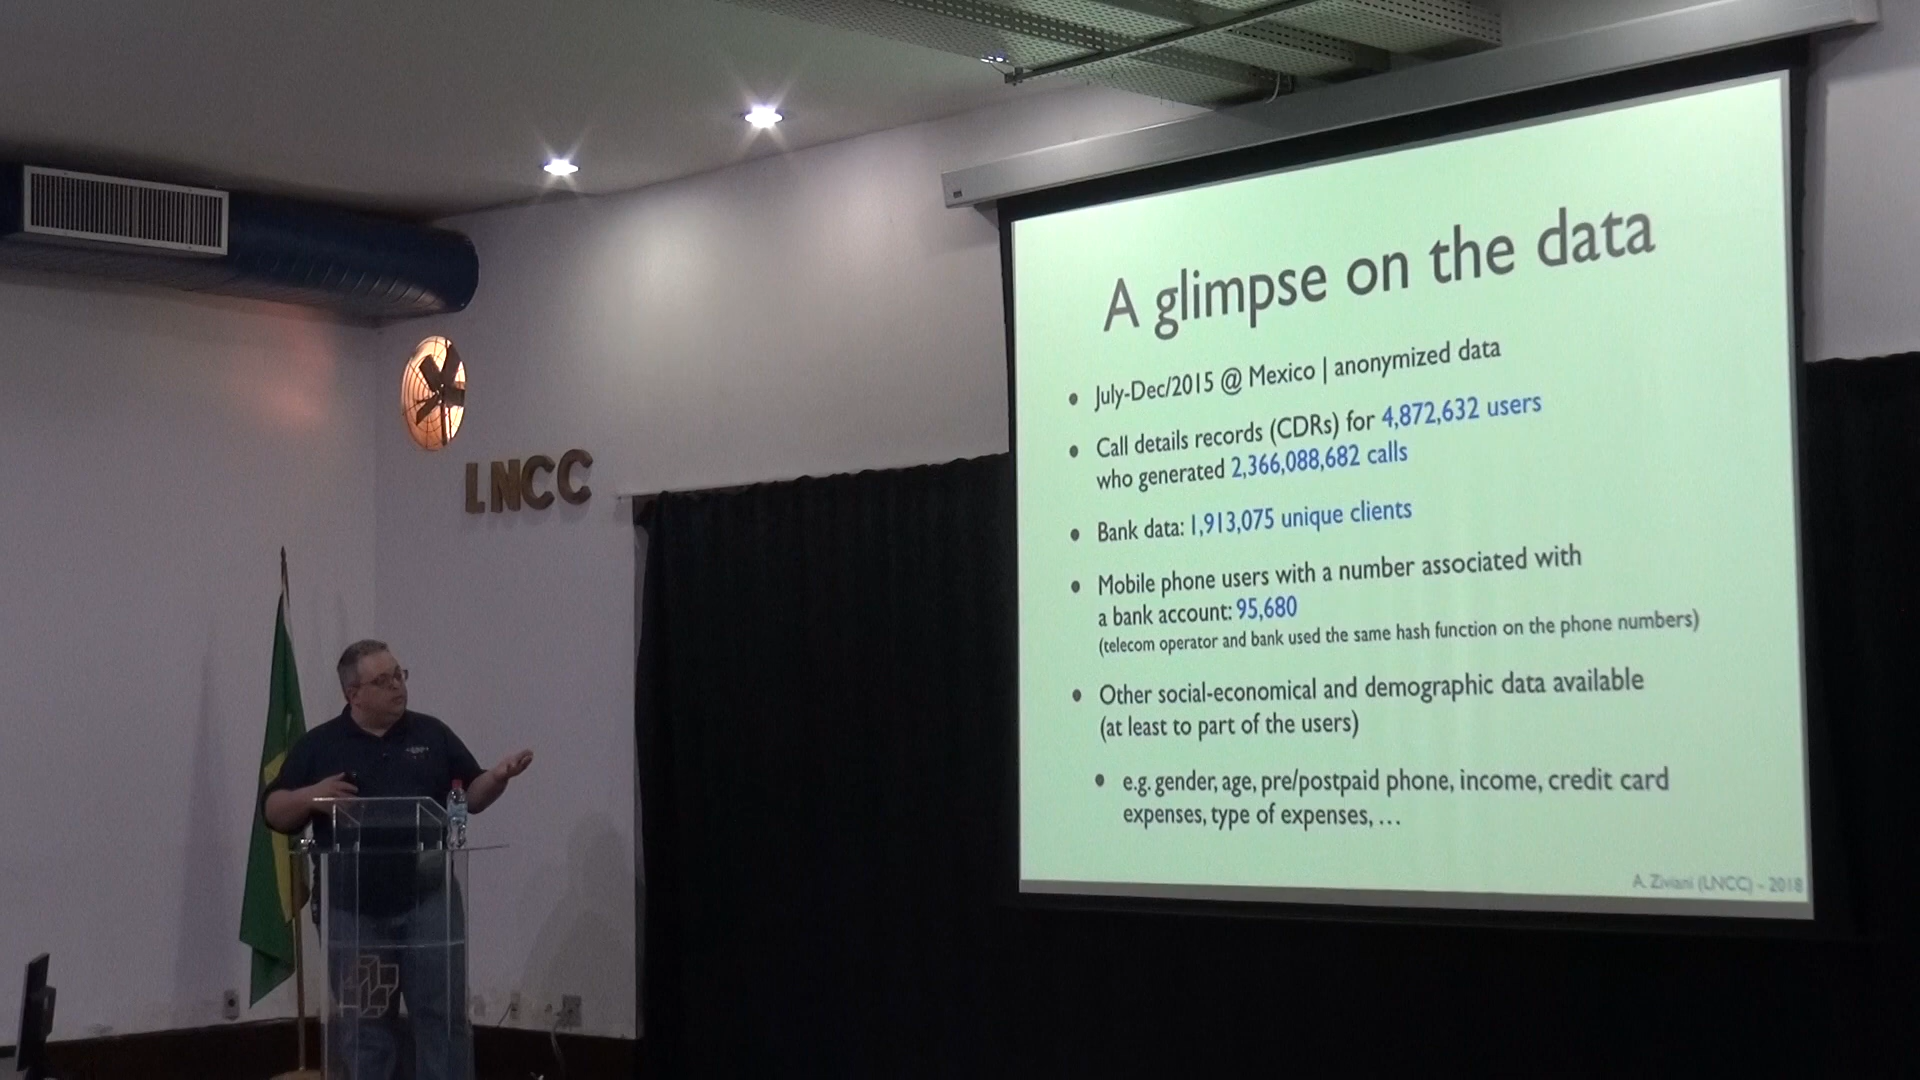 LNCC
A glimpse on the data
• July-Dec/2015 @ Mexico | anonymized data
• Call details records (CDRs) for 4,872,632 users
who generated 2,366,088,682 calls
• Bank data: 1,913,075 unique clients
• Mobile phone users with a number associated with
a bank account: 95,680
(telecom operator and bank used the same hash function on the phone numbers)
• Other social-economical and demographic data available
(at least to part of the users)
• e.g. gender, age, pre/postpaid phone, income, credit card
expenses, type of expenses, …
A. Ziviani (LNCC) - 2018